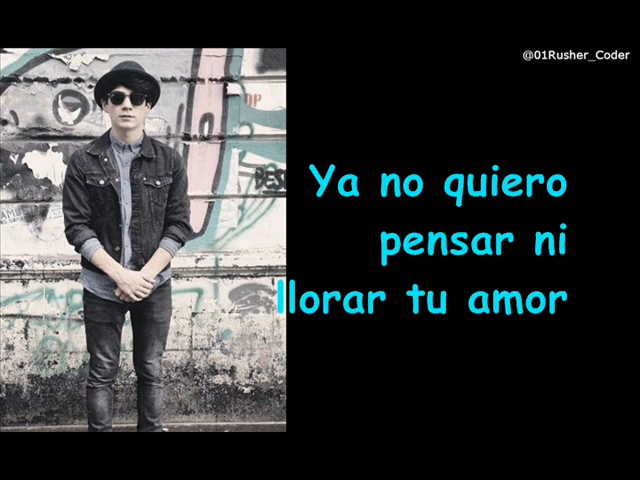 @01Rusher_Coder
Ya no quiero
pensar ni
llorar tu amor